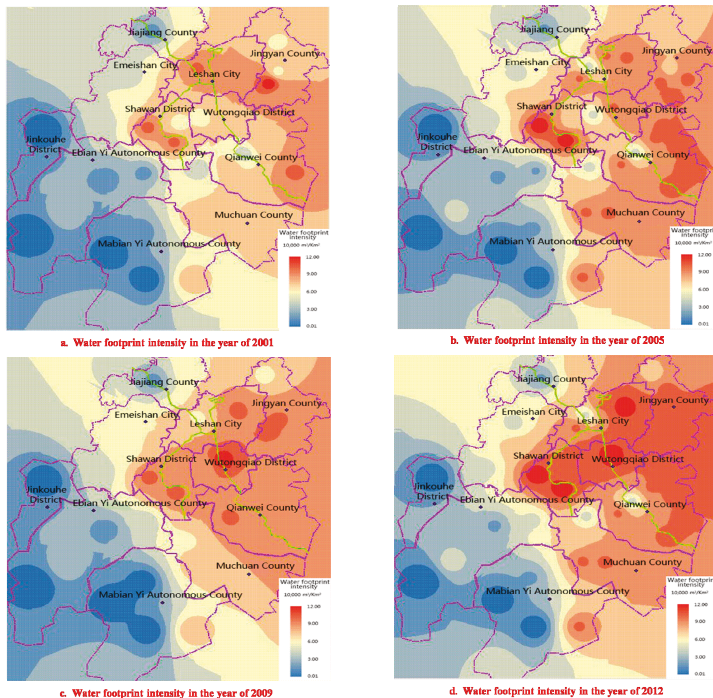 Jiajiang County
Jingyan County
Emeishan City
Leshan City
Shawan District
Wutongqiao District
Jinkouhe
District
Ebian Yi Autonomous County
Qianwei County
Muchuan County
Mabian Yi Autonomous County
Water footprint
intensity
10,000 m³/Km²
12.00
9.00
6.00
3.00
0.01
a. Water footprint intensity in the year of 2001
Jiajiang County
Jingyan County
Emeishan City
Leshan City
Shawan District
Wutongqiao District
Jinkouhe
District
Ebian Yi Autonomous County
Qianwei County
Muchuan County
Mabian Yi Autonomous County
Water footprint
intensity
10,000 m³/Km²
12.00
9.00
6.00
3.00
0.01
b. Water footprint intensity in the year of 2005
Jiajiang County
Jingyan County
Emeishan City
Leshan City
Shawan District
Wutongqiao District
Jinkouhe
District
Ebian Yi Autonomous County
Qianwei County
Muchuan County
Mabian Yi Autonomous County
Water footprint
intensity
10,000 m³/Km²
12.00
9.00
6.00
3.00
0.01
c. Water footprint intensity in the year of 2009
Jiajiang County
Jingyan County
Emeishan City
Leshan City
Shawan District
Wutongqiao District
Jinkouhe
District
Ebian Yi Autonomous County
Qianwei County
Muchuan County
Mabian Yi Autonomous County
Water footprint
intensity
10,000 m³/Km²
12.00
9.00
6.00
3.00
0.01
d. Water footprint intensity in the year of 2012